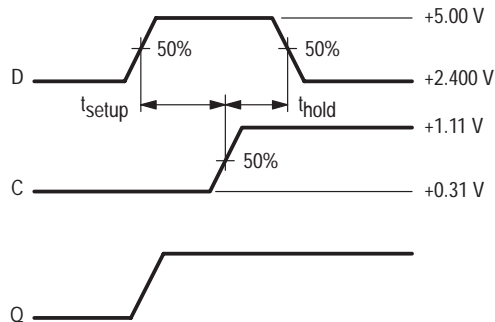 +5.00 V
50% 50%
D +2.400 V
tsetup thold
+1.11 V
50%
C +0.31 V
Q